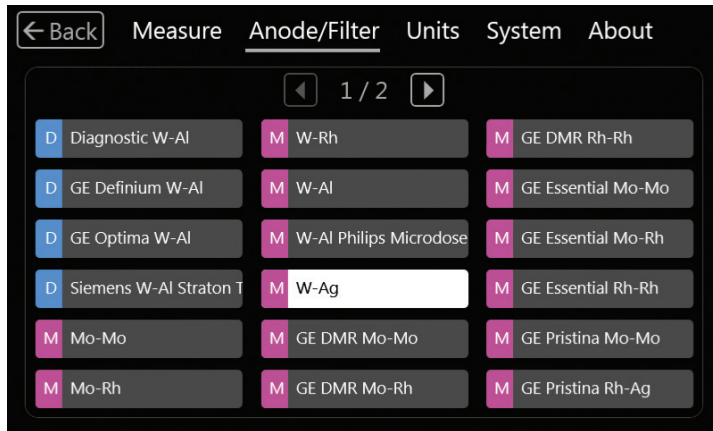 ← Back Measure Anode/Filter Units System About
1 / 2
D Diagnostic W-Al
D GE Definium W-Al
D GE Optima W-Al
D Siemens W-Al Straton T
M Mo-Mo
M Mo-Rh
M W-Rh
M W-Al
M W-Al Philips Microdose
M W-Ag
M GE DMR Mo-Mo
M GE DMR Mo-Rh
M GE DMR Rh-Rh
M GE Essential Mo-Mo
M GE Essential Mo-Rh
M GE Essential Rh-Rh
M GE Pristina Mo-Mo
M GE Pristina Rh-Ag